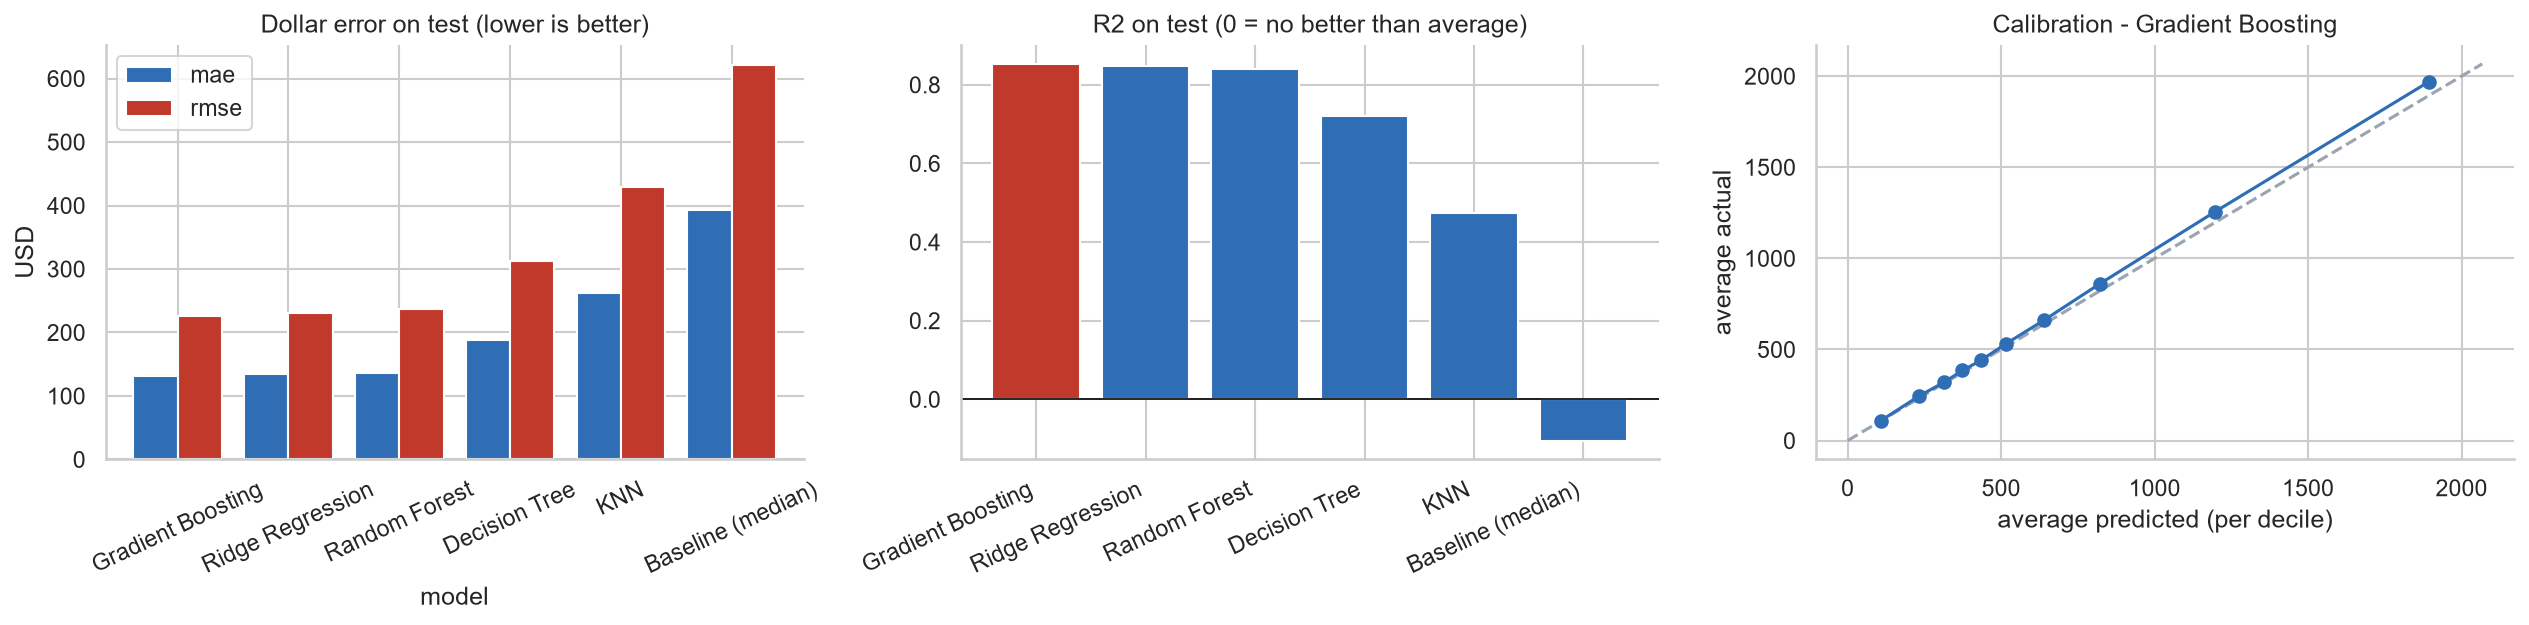 Dollar error on test (lower is better)
mae
rmse
USD
600
500
400
300
200
100
0
Gradient Boosting
Ridge Regression
Random Forest
Decision Tree
KNN
Baseline (median)
model
R2 on test (0 = no better than average)
0.8
0.6
0.4
0.2
0.0
Gradient Boosting
Ridge Regression
Random Forest
Decision Tree
KNN
Baseline (median)
Calibration - Gradient Boosting
average actual
2000
1500
1000
500
0
0 500 1000 1500 2000
average predicted (per decile)